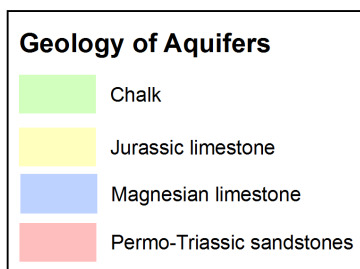 Geology of Aquifers
Chalk
Jurassic limestone
Magnesian limestone
Permo-Triassic sandstones